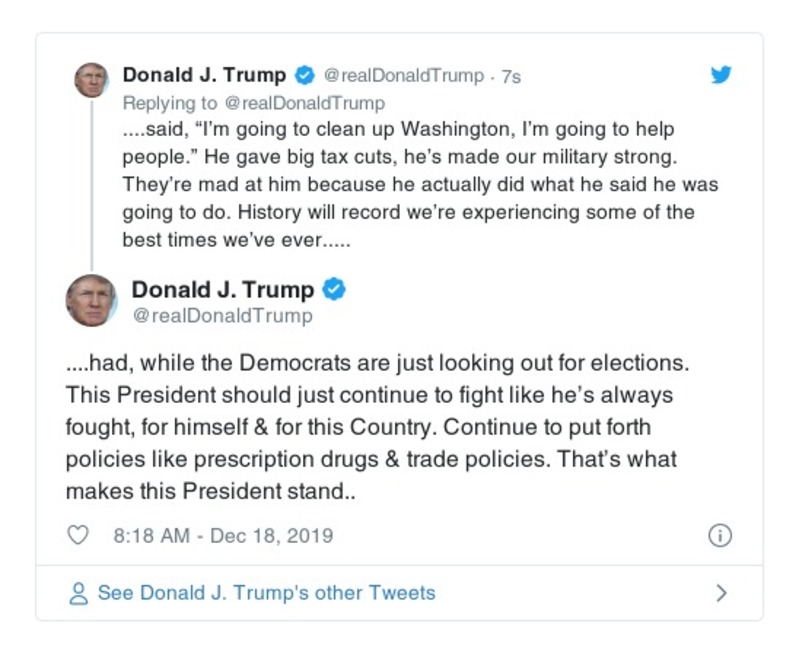 Donald J. Trump @realDonaldTrump · 7s
Replying to @realDonaldTrump
....said, “I’m going to clean up Washington, I’m going to help
people.” He gave big tax cuts, he’s made our military strong.
They’re mad at him because he actually did what he said he was
going to do. History will record we’re experiencing some of the
best times we’ve ever.....
Donald J. Trump
@realDonaldTrump
....had, while the Democrats are just looking out for elections.
This President should just continue to fight like he’s always
fought, for himself & for this Country. Continue to put forth
policies like prescription drugs & trade policies. That’s what
makes this President stand..
8:18 AM - Dec 18, 2019
See Donald J. Trump's other Tweets